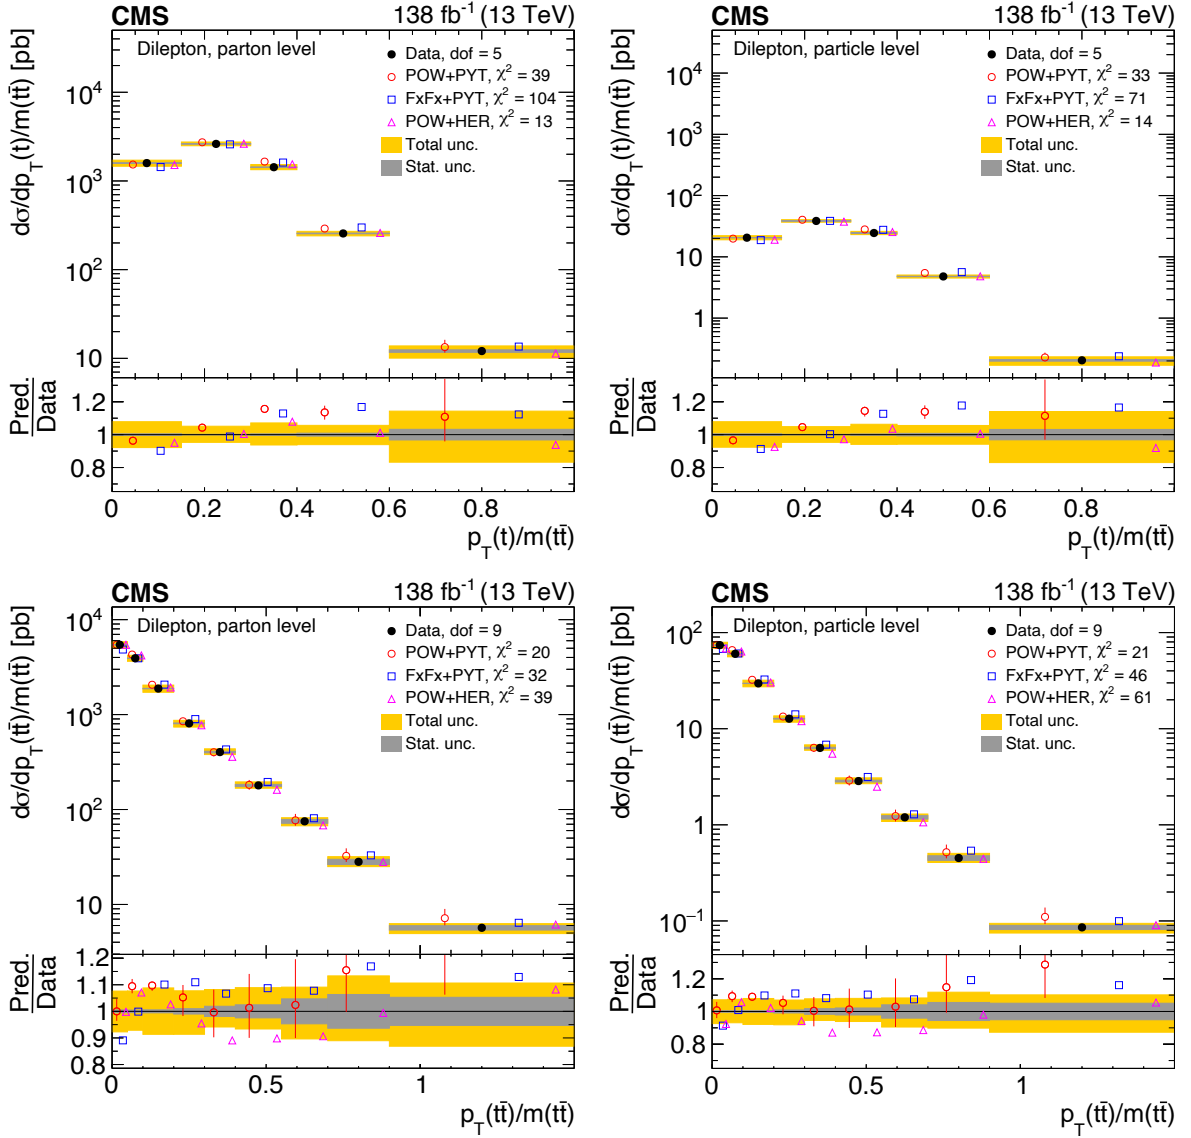 CMS 138 fb⁻¹ (13 TeV)
dσ/dp_T(t)/m(tt̄) [pb]
Dilepton, parton level
Data, dof = 5
POW+PYT, χ² = 39
FxFx+PYT, χ² = 104
POW+HER, χ² = 13
Total unc.
Stat. unc.
10⁴
10³
10²
10
Pred.
Data
1.2
1
0.8
0 0.2 0.4 0.6 0.8
p_T(t)/m(tt̄)
CMS 138 fb⁻¹ (13 TeV)
dσ/dp_T(t)/m(tt̄) [pb]
Dilepton, particle level
Data, dof = 5
POW+PYT, χ² = 33
FxFx+PYT, χ² = 71
POW+HER, χ² = 14
Total unc.
Stat. unc.
10⁴
10³
10²
10
1
Pred.
Data
1.2
1
0.8
0 0.2 0.4 0.6 0.8
p_T(t)/m(tt̄)
CMS 138 fb⁻¹ (13 TeV)
dσ/dp_T(tt̄)/m(tt̄) [pb]
Dilepton, parton level
Data, dof = 9
POW+PYT, χ² = 20
FxFx+PYT, χ² = 32
POW+HER, χ² = 39
Total unc.
Stat. unc.
10⁴
10³
10²
10
Pred.
Data
1.2
1.1
1
0.9
0.8
0 0.5 1
p_T(tt̄)/m(tt̄)
CMS 138 fb⁻¹ (13 TeV)
dσ/dp_T(tt̄)/m(tt̄) [pb]
Dilepton, particle level
Data, dof = 9
POW+PYT, χ² = 21
FxFx+PYT, χ² = 46
POW+HER, χ² = 61
Total unc.
Stat. unc.
10²
10
1
10⁻¹
Pred.
Data
1.2
1
0.8
0 0.5 1
p_T(tt̄)/m(tt̄)